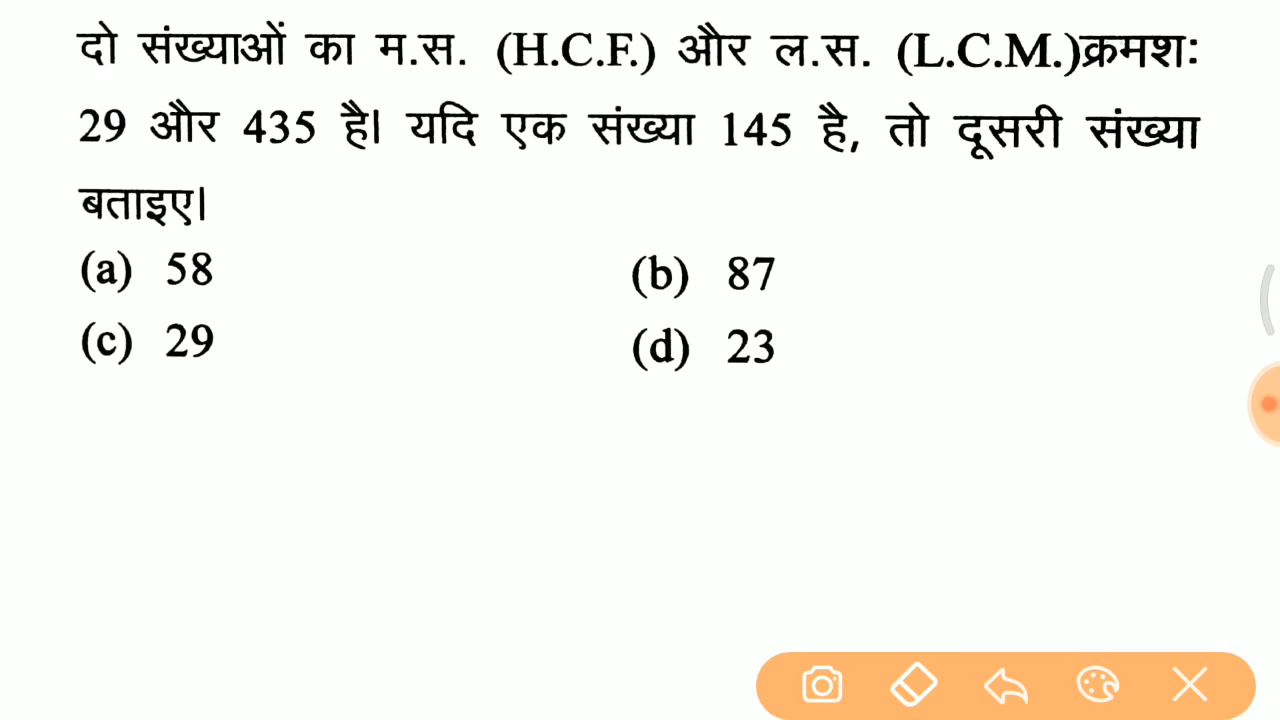 दो संख्याओं का म.स. (H.C.F.) और ल.स. (L.C.M.)क्रमशः
29 और 435 है। यदि एक संख्या 145 है, तो दूसरी संख्या
बताइए।
(a) 58 (b) 87
(c) 29 (d) 23